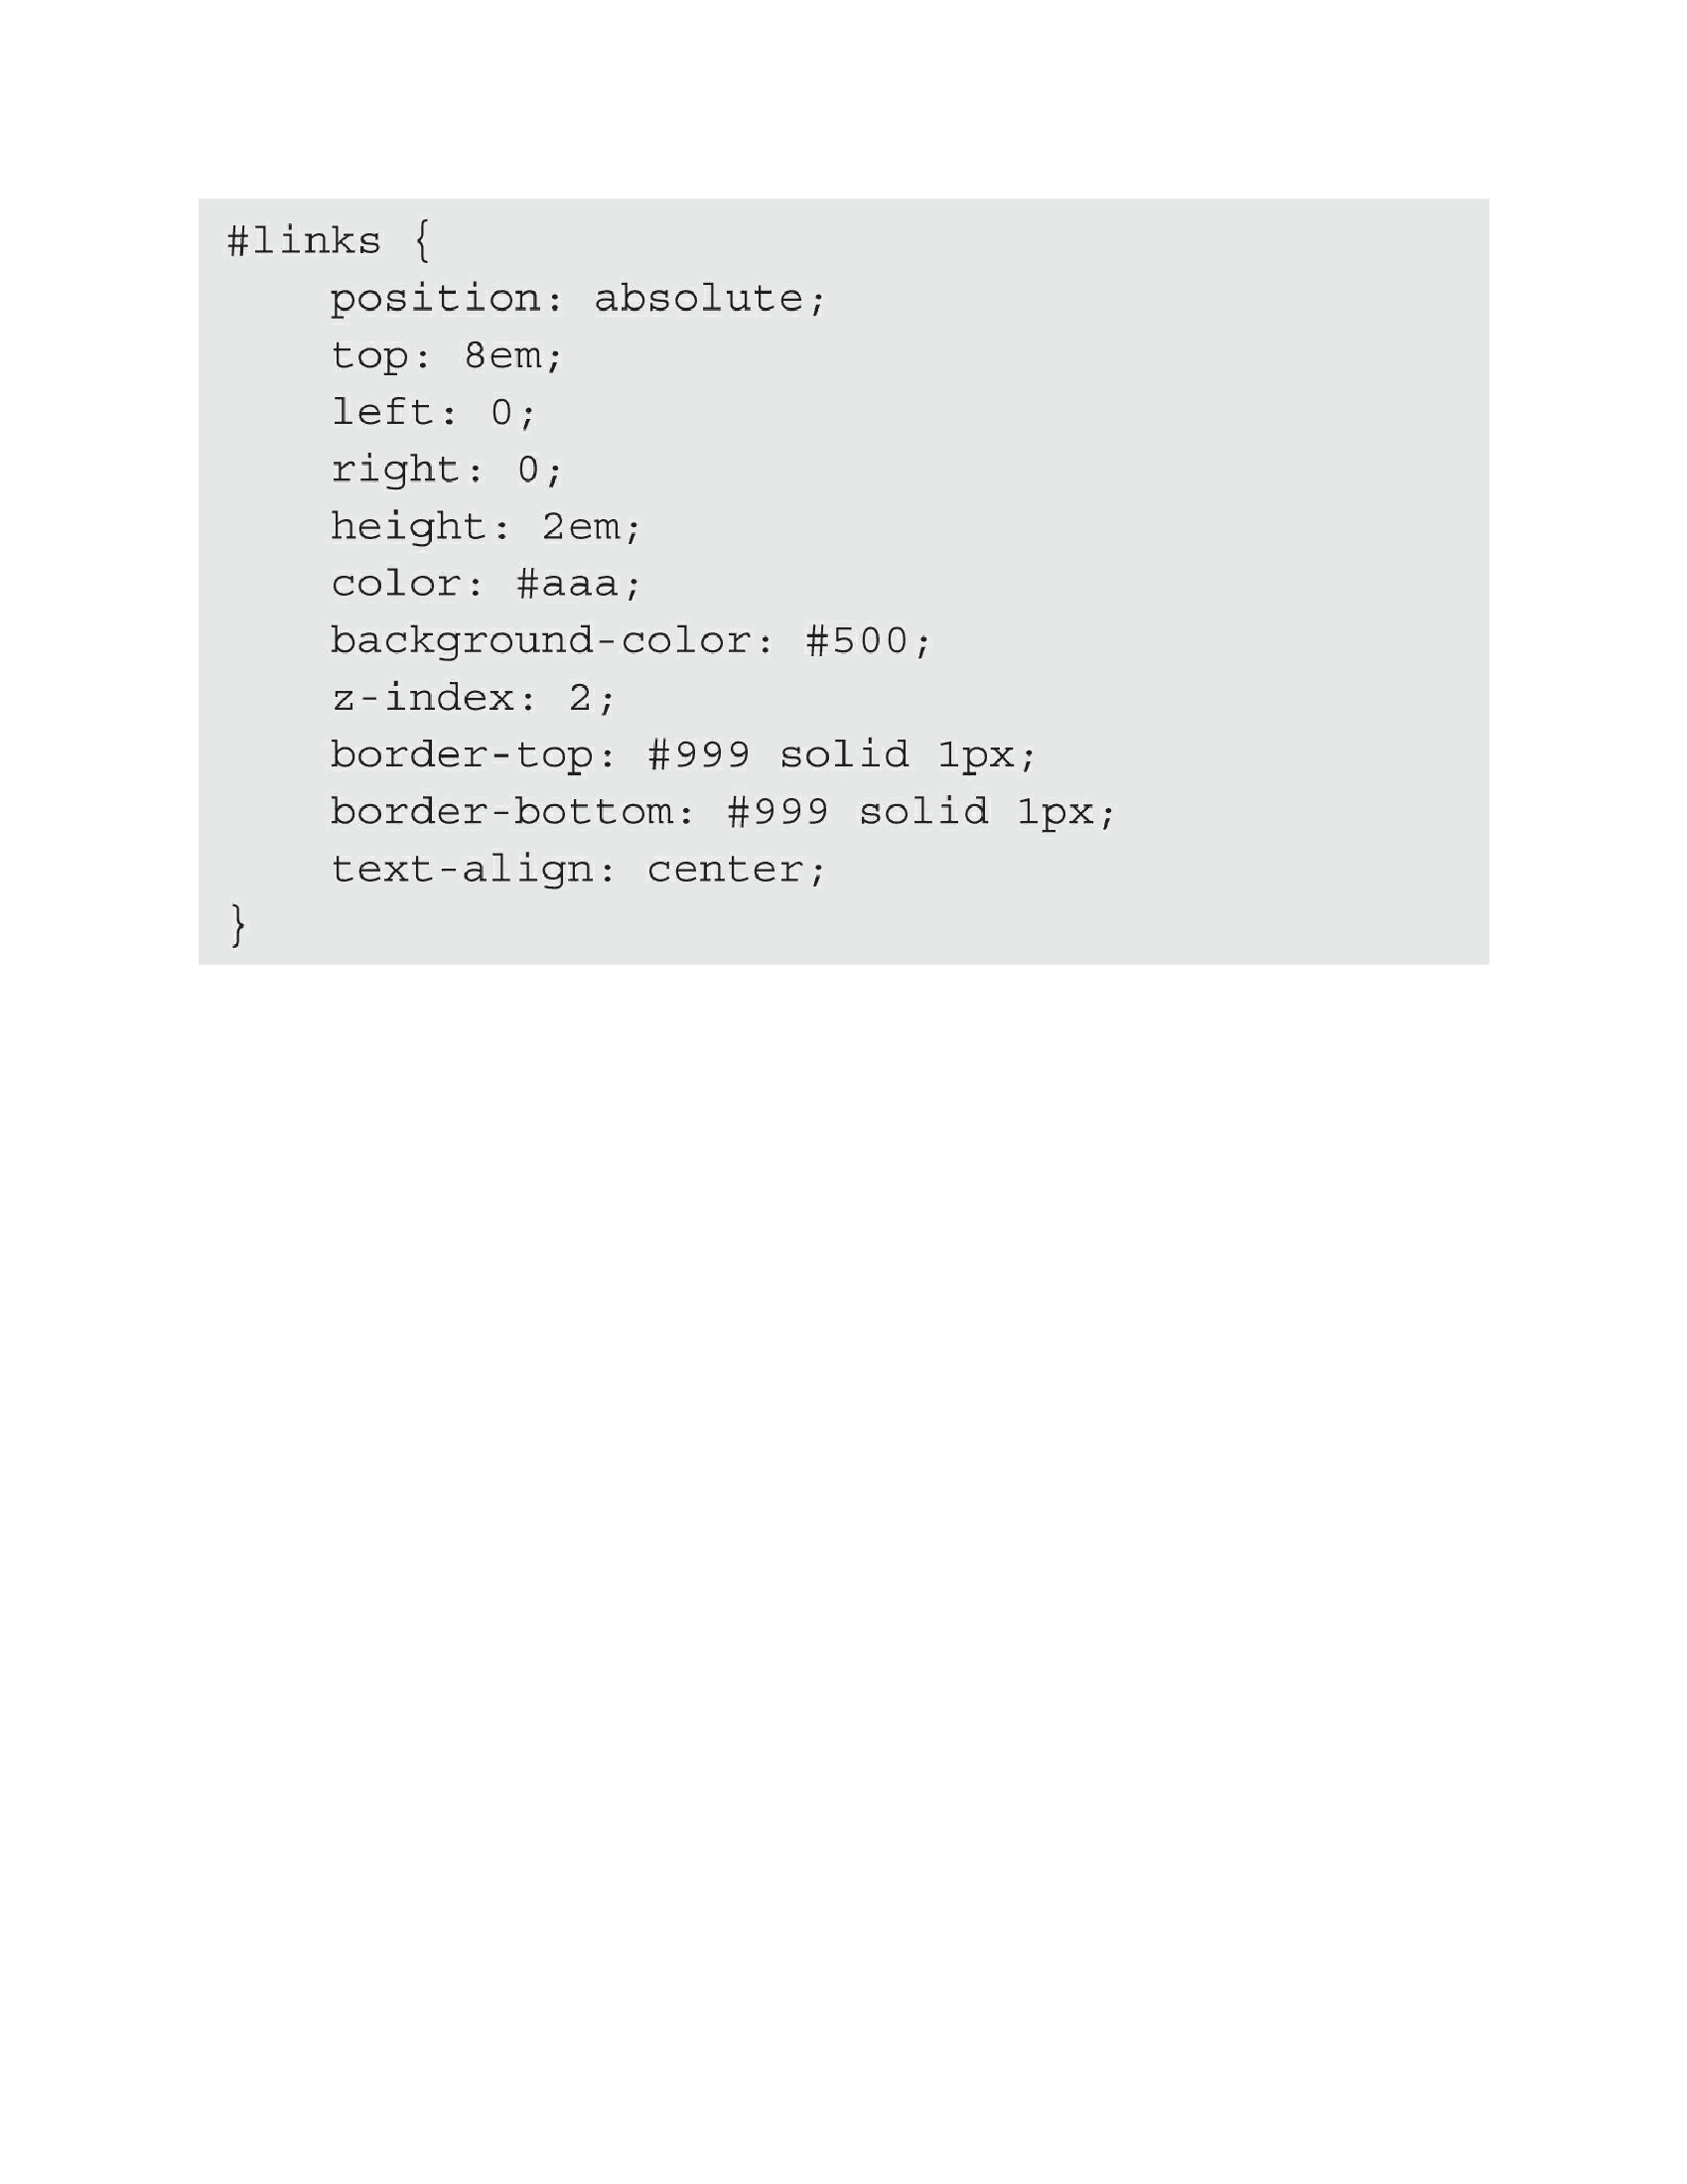 #links {
    position: absolute;
    top: 8em;
    left: 0;
    right: 0;
    height: 2em;
    color: #aaa;
    background-color: #500;
    z-index: 2;
    border-top: #999 solid 1px;
    border-bottom: #999 solid 1px;
    text-align: center;
}